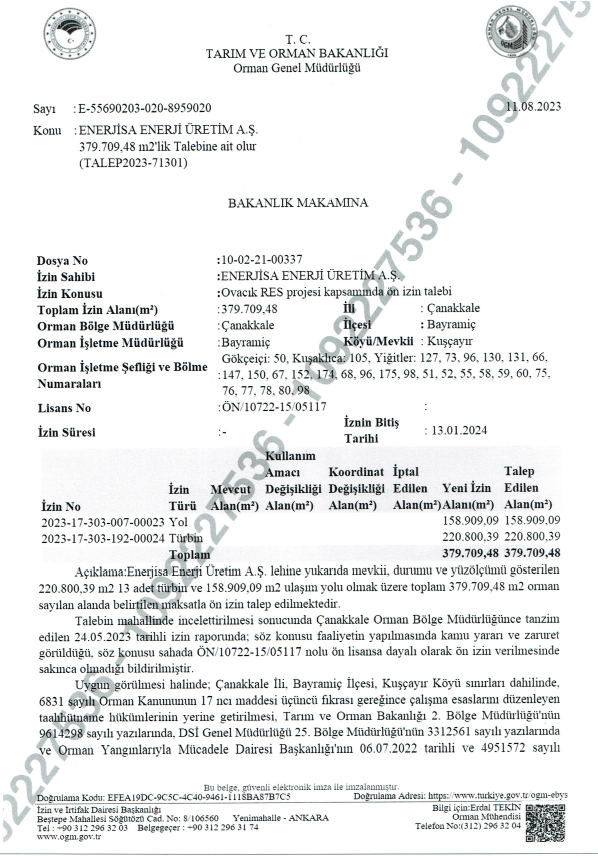 T. C.
TARIM VE ORMAN BAKANLIĞI
Orman Genel Müdürlüğü
Sayı : E-55690203-020-8959020 11.08.2023
Konu : ENERJİSA ENERJİ ÜRETİM A.Ş.
379.709,48 m2'lik Talebine ait olur
(TALEP2023-71301)
BAKANLIK MAKAMINA
Dosya No :10-02-21-00337
İzin Sahibi :ENERJİSA ENERJİ ÜRETİM A.Ş.
İzin Konusu :Ovacık RES projesi kapsamında ön izin talebi
Toplam İzin Alanı(m²) :379.709,48 İli : Çanakkale
Orman Bölge Müdürlüğü :Çanakkale İlçesi : Bayramiç
Orman İşletme Müdürlüğü :Bayramiç Köyü/Mevkii : Kuşçayır
Gökçeiçi: 50, Kuşaklıca: 105, Yiğitler: 127, 73, 96, 130, 131, 66,
Orman İşletme Şefliği ve Bölme Numaraları :147, 150, 67, 152, 174, 68, 96, 175, 98, 51, 52, 55, 58, 59, 60, 75,
76, 77, 78, 80, 98
Lisans No :ÖN/10722-15/05117 :
İzin Süresi :- İznin Bitiş Tarihi : 13.01.2024
İzin No İzin Türü Mevcut Alan(m²) Kullanım Amacı Değişikliği Alan(m²) Koordinat Değişikliği Alan(m²) İptal Edilen Alan(m²) Yeni İzin Alanı(m²) Talep Edilen Alan(m²)
2023-17-303-007-00023 Yol 158.909,09 158.909,09
2023-17-303-192-00024 Türbin 220.800,39 220.800,39
Toplam 379.709,48 379.709,48
Açıklama:Enerjisa Enerji Üretim A.Ş. lehine yukarıda mevkii, durumu ve yüzölçümü gösterilen
220.800,39 m2 13 adet türbin ve 158.909,09 m2 ulaşım yolu olmak üzere toplam 379.709,48 m2 orman
sayılan alanda belirtilen maksatla ön izin talep edilmektedir.
Talebin mahallinde incelettirilmesi sonucunda Çanakkale Orman Bölge Müdürlüğünce tanzim
edilen 24.05.2023 tarihli izin raporunda; söz konusu faaliyetin yapılmasında kamu yararı ve zaruret
görüldüğü, söz konusu sahada ÖN/10722-15/05117 nolu ön lisansa dayalı olarak ön izin verilmesinde
sakınca olmadığı bildirilmiştir.
Uygun görülmesi halinde; Çanakkale İli, Bayramiç İlçesi, Kuşçayır Köyü sınırları dahilinde,
6831 sayılı Orman Kanununun 17 nci maddesi üçüncü fıkrası gereğince çalışma esaslarını düzenleyen
taahhütname hükümlerinin yerine getirilmesi, Tarım ve Orman Bakanlığı 2. Bölge Müdürlüğü'nün
9614298 sayılı yazılarında, DSİ Genel Müdürlüğü 25. Bölge Müdürlüğü'nün 3312561 sayılı yazılarında
ve Orman Yangınlarıyla Mücadele Dairesi Başkanlığı'nın 06.07.2022 tarihli ve 4951572 sayılı
Bu belge, güvenli elektronik imza ile imzalanmıştır.
Doğrulama Kodu: EFEA19DC-9C5C-4C40-9461-1118BA87B7C5 Doğrulama Adresi: https://www.turkiye.gov.tr/ogm-ebys
İzin ve İrtifak Dairesi Başkanlığı Bilgi için:Erdal TEKİN
Beştepe Mahallesi Söğütözü Cad. No: 8/106560 Yenimahalle - ANKARA Orman Mühendisi
Tel : +90 312 296 32 03 Belgegeçer : +90 312 296 31 74 Telefon No:(312) 296 32 04
www.ogm.gov.tr
92227536 - 10922227536 - 10922227536